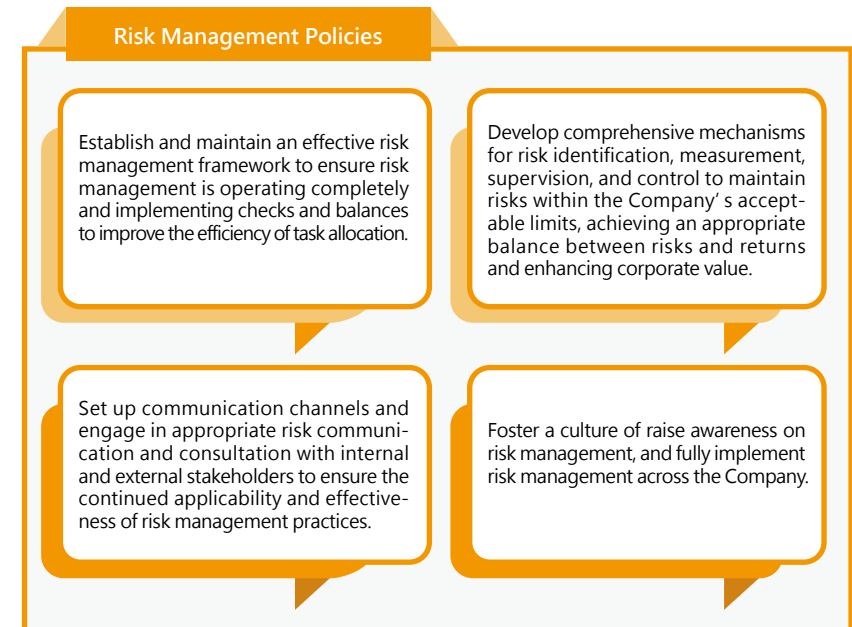 Risk Management Policies
Establish and maintain an effective risk
management framework to ensure risk
management is operating completely
and implementing checks and balances
to improve the efficiency of task allocation.
Develop comprehensive mechanisms
for risk identification, measurement,
supervision, and control to maintain
risks within the Company’ s accept-
able limits, achieving an appropriate
balance between risks and returns
and enhancing corporate value.
Set up communication channels and
engage in appropriate risk communi-
cation and consultation with internal
and external stakeholders to ensure the
continued applicability and effective-
ness of risk management practices.
Foster a culture of raise awareness on
risk management, and fully implement
risk management across the Company.